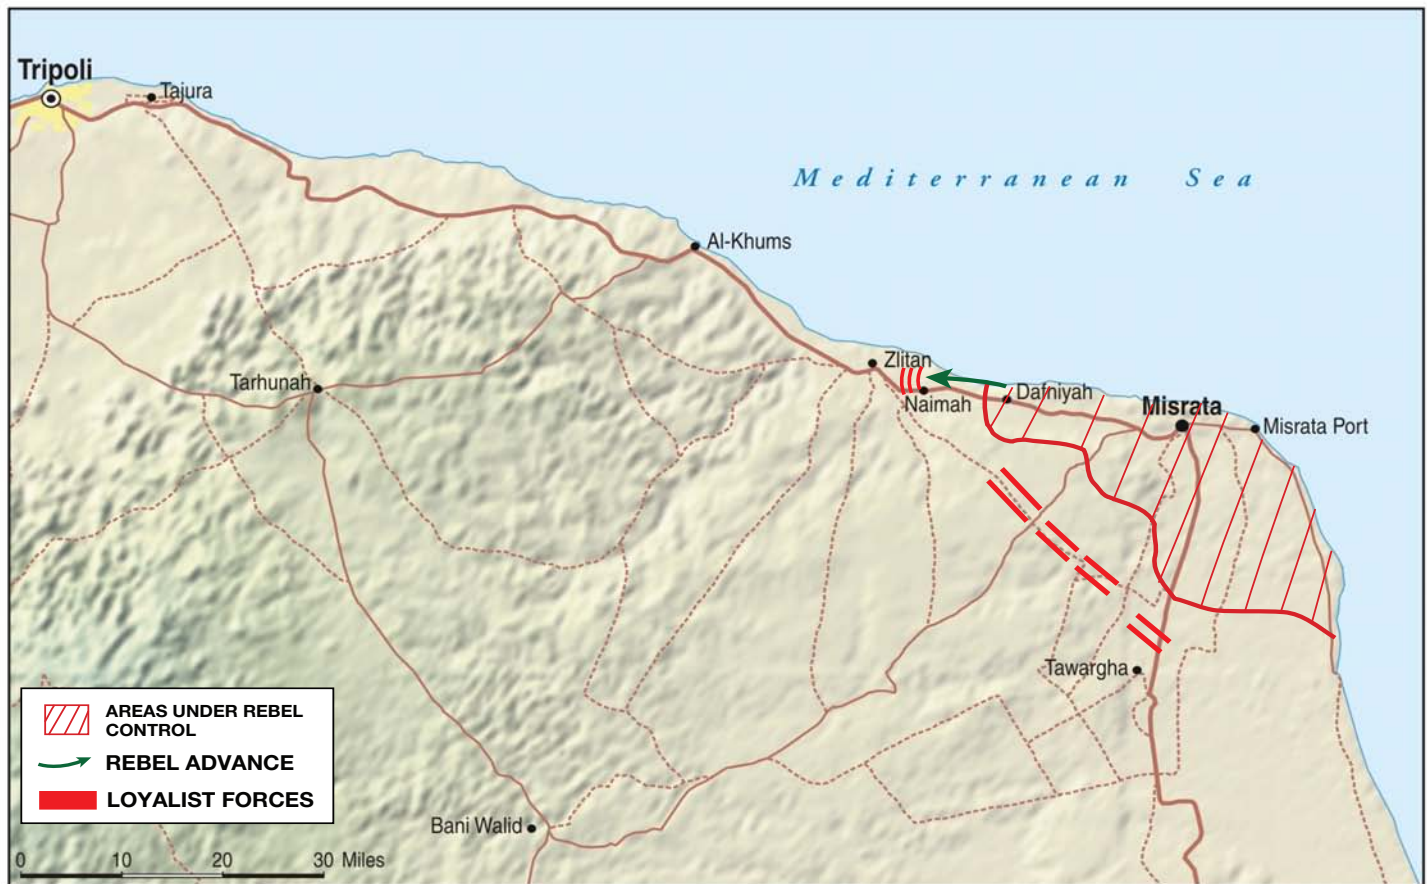 Tripoli
Tajura
Mediterranean Sea
Al-Khums
Zlitan
Tarhunah
Naimah
Dafniyah
Misrata
Misrata Port
Tawargha
Bani Walid
AREAS UNDER REBEL
CONTROL
REBEL ADVANCE
LOYALIST FORCES
0 10 20 30 Miles